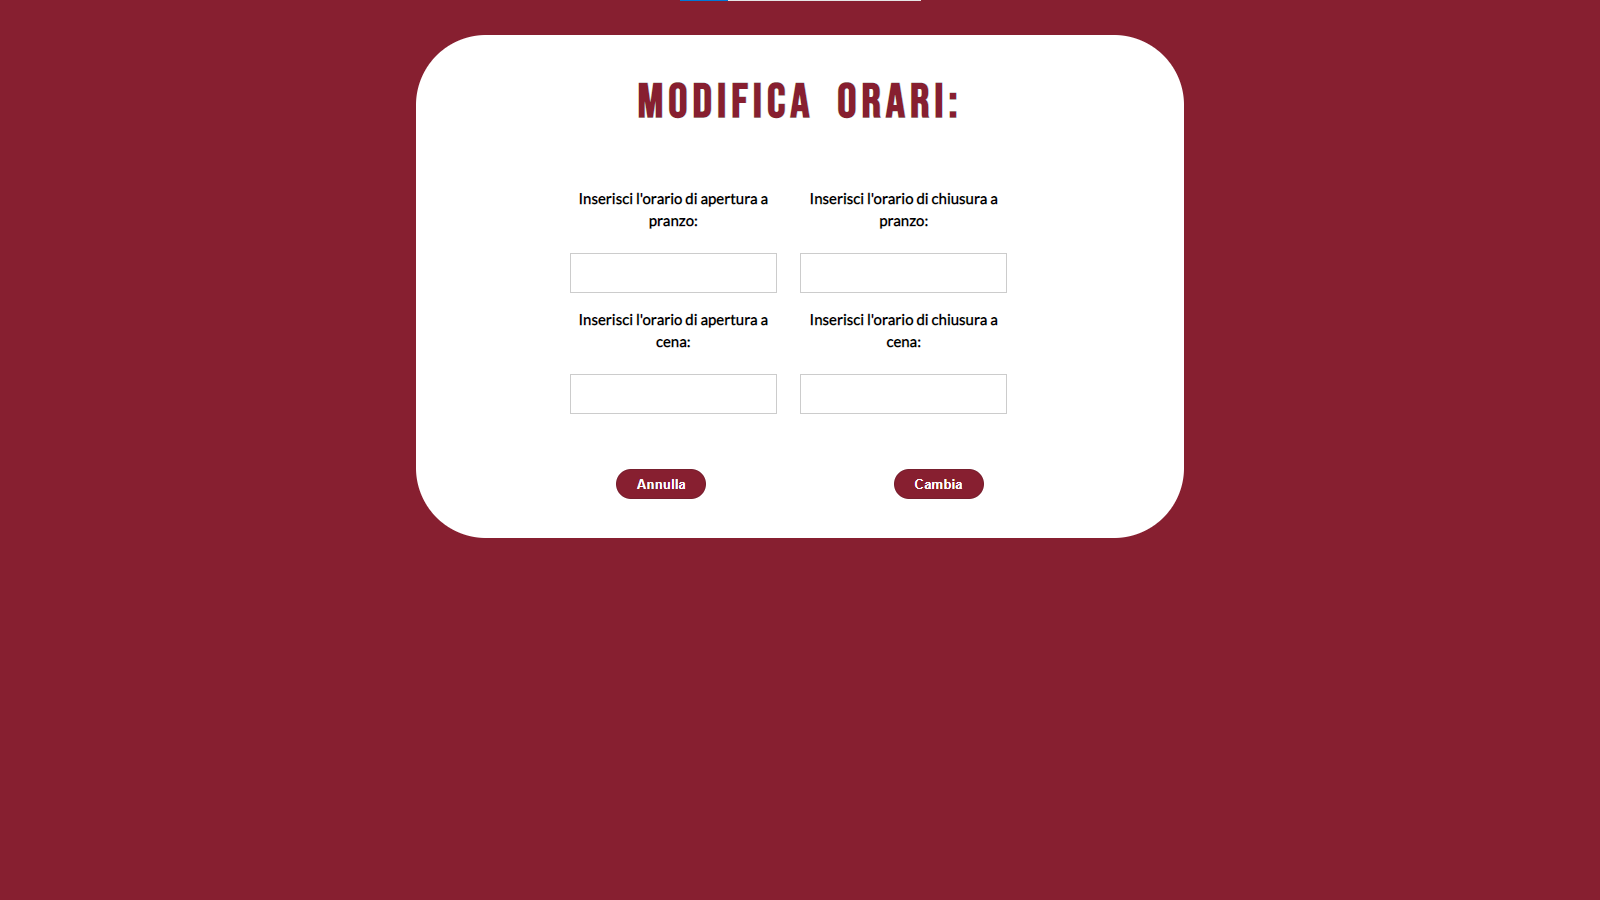 MODIFICA ORARI:
Inserisci l'orario di apertura a
pranzo:
Inserisci l'orario di chiusura a
pranzo:
Inserisci l'orario di apertura a
cena:
Inserisci l'orario di chiusura a
cena:
Annulla
Cambia